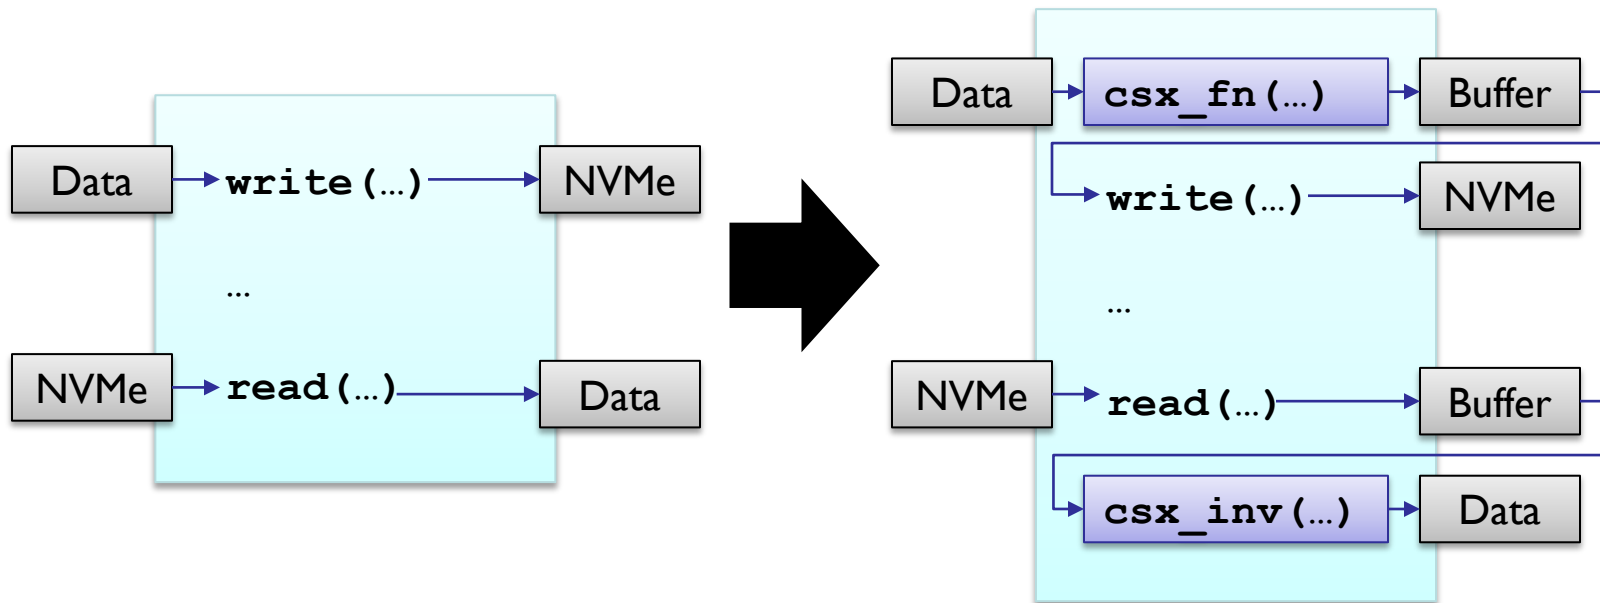 Data
write(…)
NVMe
…
NVMe
read(…)
Data
Data
csx_fn(…)
Buffer
write(…)
NVMe
…
NVMe
read(…)
Buffer
csx_inv(…)
Data